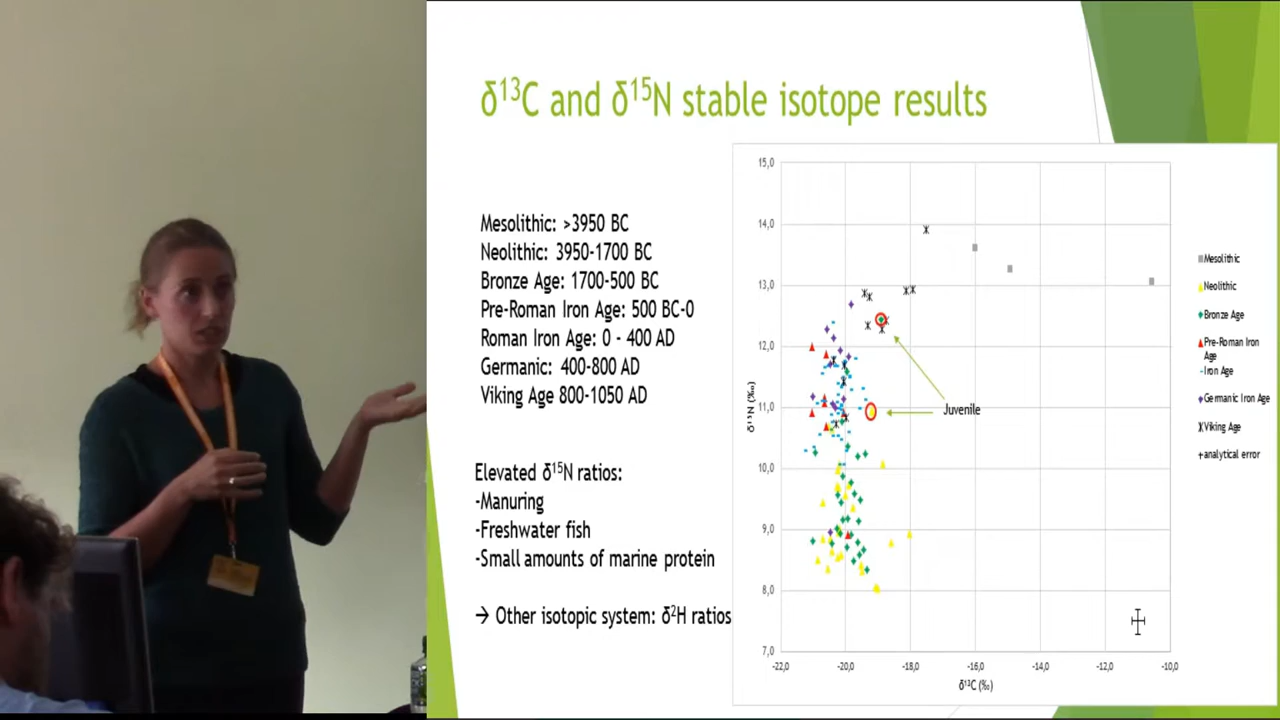 δ¹³C and δ¹⁵N stable isotope results
Mesolithic: >3950 BC
Neolithic: 3950-1700 BC
Bronze Age: 1700-500 BC
Pre-Roman Iron Age: 500 BC-0
Roman Iron Age: 0 - 400 AD
Germanic: 400-800 AD
Viking Age 800-1050 AD
Elevated δ¹⁵N ratios:
-Manuring
-Freshwater fish
-Small amounts of marine protein
→ Other isotopic system: δ²H ratios
15,0
14,0
13,0
12,0
11,0
10,0
9,0
8,0
7,0
δ¹⁵N (‰)
-22,0 -20,0 -18,0 -16,0 -14,0 -12,0 -10,0
δ¹³C (‰)
Juvenile
Mesolithic
Neolithic
Bronze Age
Pre-Roman Iron
Age
Iron Age
Germanic Iron Age
Viking Age
analytical error